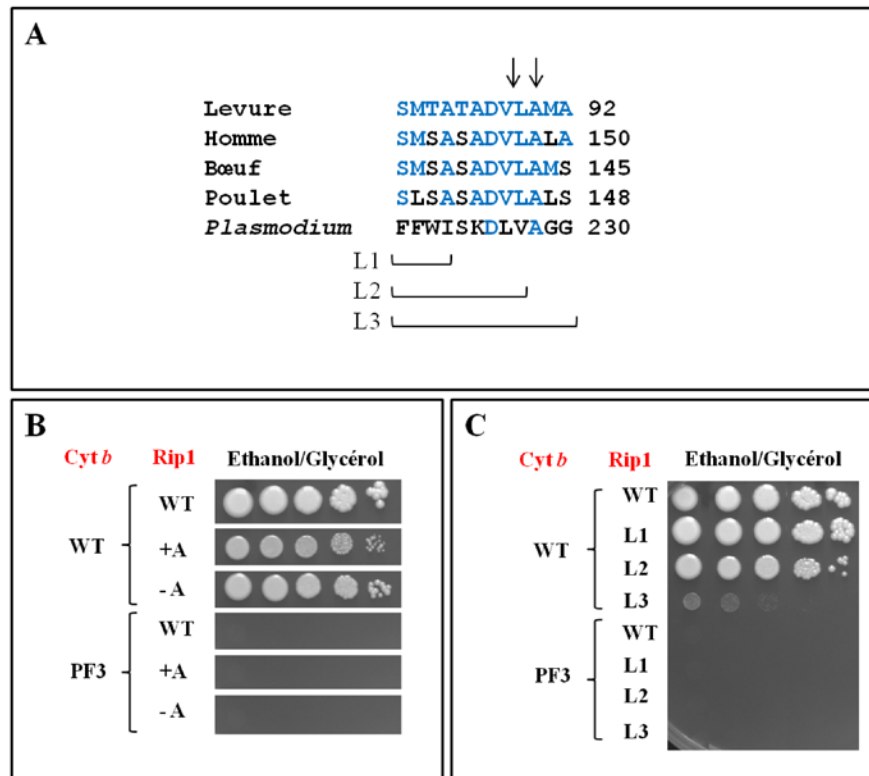 A
↓ ↓
Levure SMTATADVLAMA 92
Homme SMSASADVLALA 150
Bœuf SMSASADVLAMS 145
Poulet SLSASADVLALS 148
Plasmodium FFWISKDLVAGG 230
L1
L2
L3
B
Cyt b Rip1 Ethanol/Glycérol
WT
+A
WT
- A
WT
PF3 +A
- A
C
Cyt b Rip1 Ethanol/Glycérol
WT
L1
WT
L2
L3
WT
L1
PF3
L2
L3